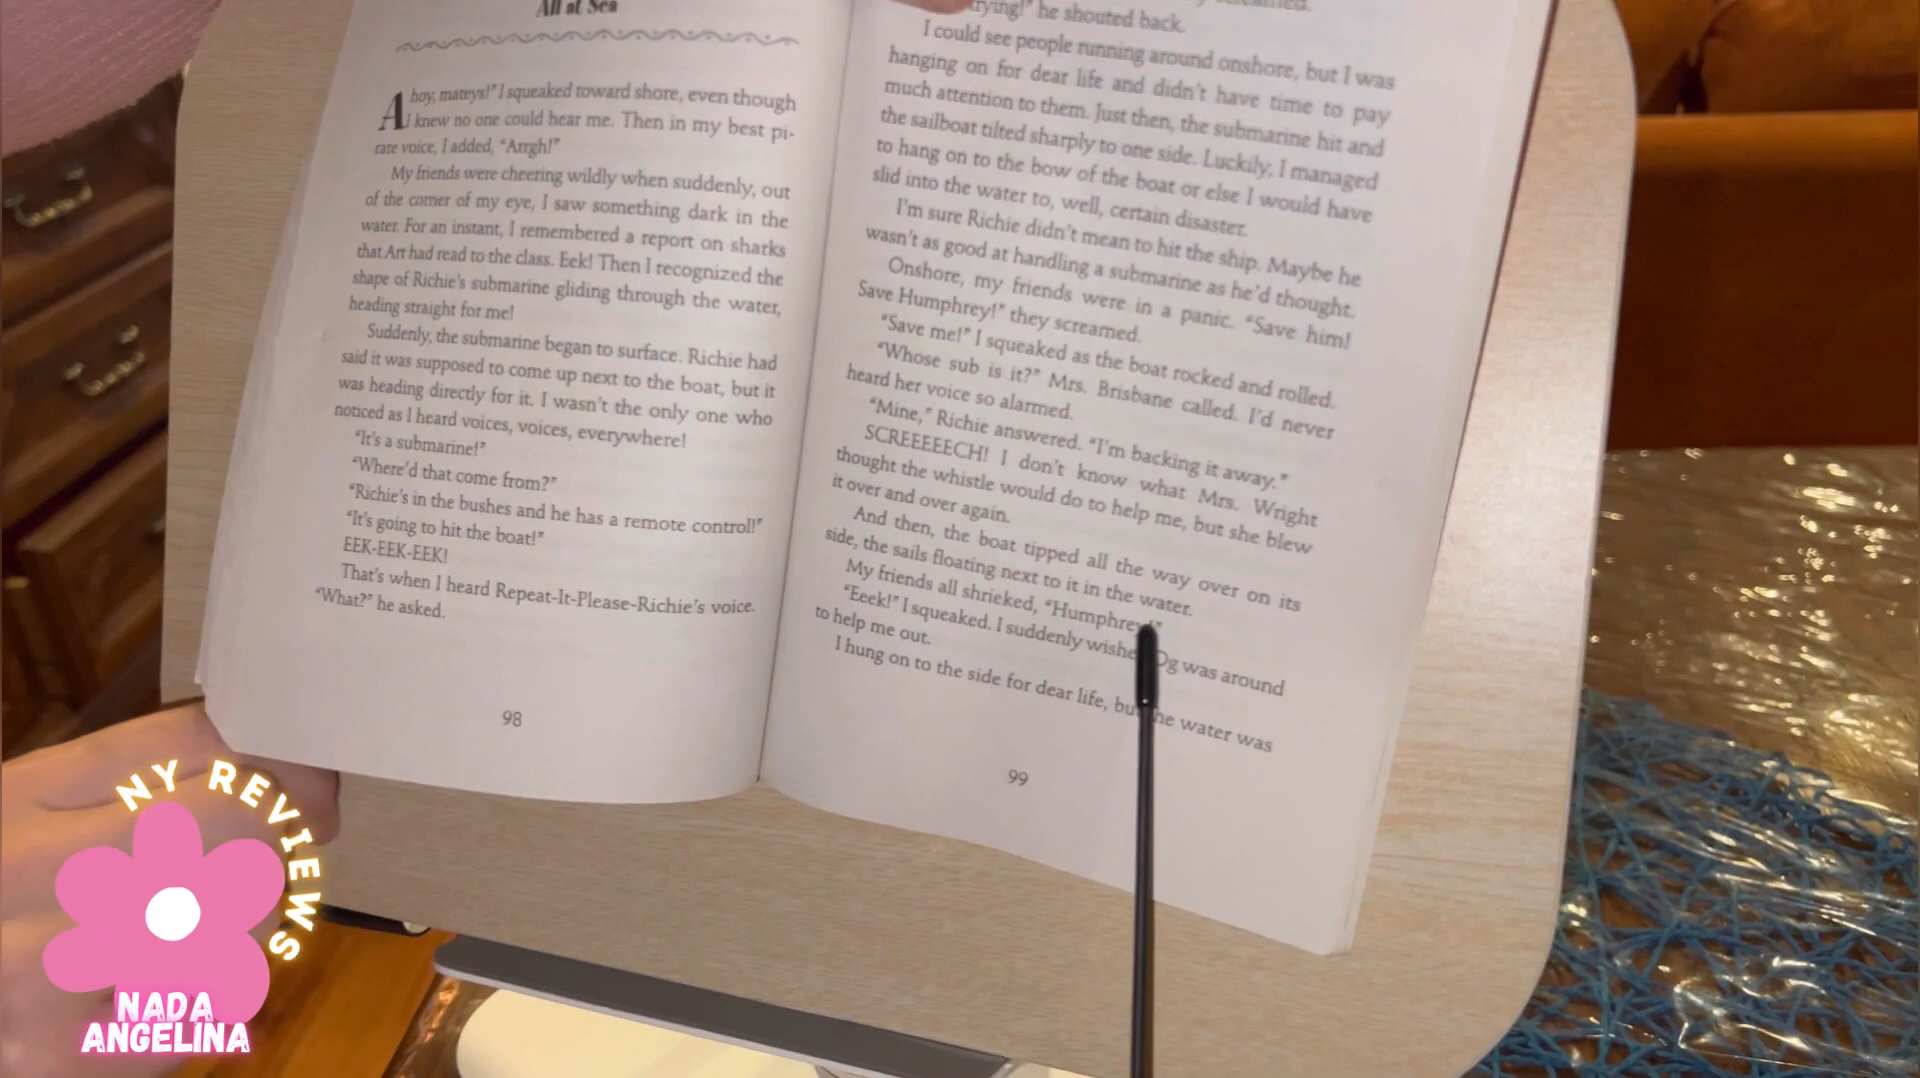 All at Sea
Ahoy, mateys!" I squeaked toward shore, even though
I knew no one could hear me. Then in my best pi-
rate voice, I added, "Arrgh!"
My friends were cheering wildly when suddenly, out
of the corner of my eye, I saw something dark in the
water. For an instant, I remembered a report on sharks
that Art had read to the class. Eek! Then I recognized the
shape of Richie's submarine gliding through the water,
heading straight for me!
Suddenly, the submarine began to surface. Richie had
said it was supposed to come up next to the boat, but it
was heading directly for it. I wasn't the only one who
noticed as I heard voices, voices, everywhere!
"It's a submarine!"
"Where'd that come from?"
"Richie's in the bushes and he has a remote control!"
"It's going to hit the boat!"
EEK-EEK-EEK!
That's when I heard Repeat-It-Please-Richie's voice.
"What?" he asked.
98
he shouted back.
I could see people running around onshore, but I was
hanging on for dear life and didn't have time to pay
much attention to them. Just then, the submarine hit and
the sailboat tilted sharply to one side. Luckily, I managed
to hang on to the bow of the boat or else I would have
slid into the water to, well, certain disaster.
I'm sure Richie didn't mean to hit the ship. Maybe he
wasn't as good at handling a submarine as he'd thought.
Onshore, my friends were in a panic. "Save him!
Save Humphrey!" they screamed.
"Save me!" I squeaked as the boat rocked and rolled.
"Whose sub is it?" Mrs. Brisbane called. I'd never
heard her voice so alarmed.
"Mine," Richie answered. "I'm backing it away."
SCREEEEECH! I don't know what Mrs. Wright
thought the whistle would do to help me, but she blew
it over and over again.
And then, the boat tipped all the way over on its
side, the sails floating next to it in the water.
My friends all shrieked, "Humphrey!"
"Eeek!" I squeaked. I suddenly wished Og was around
to help me out.
I hung on to the side for dear life, but the water was
99
NY REVIEWS
NADA
ANGELINA